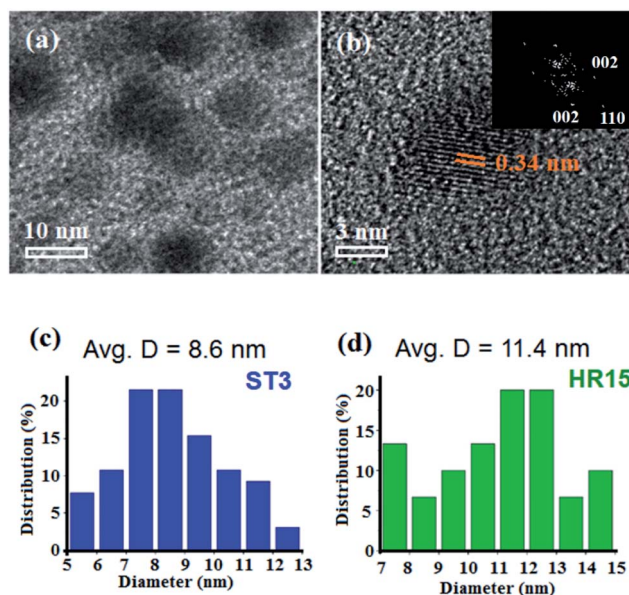 (a)
10 nm
(b)
002
002
110
0.34 nm
3 nm
(c)
Avg. D = 8.6 nm
ST3
Distribution (%)
20
15
10
5
0
5 6 7 8 9 10 11 12 13
Diameter (nm)
(d)
Avg. D = 11.4 nm
HR15
Distribution (%)
20
15
10
5
0
7 8 9 10 11 12 13 14 15
Diameter (nm)